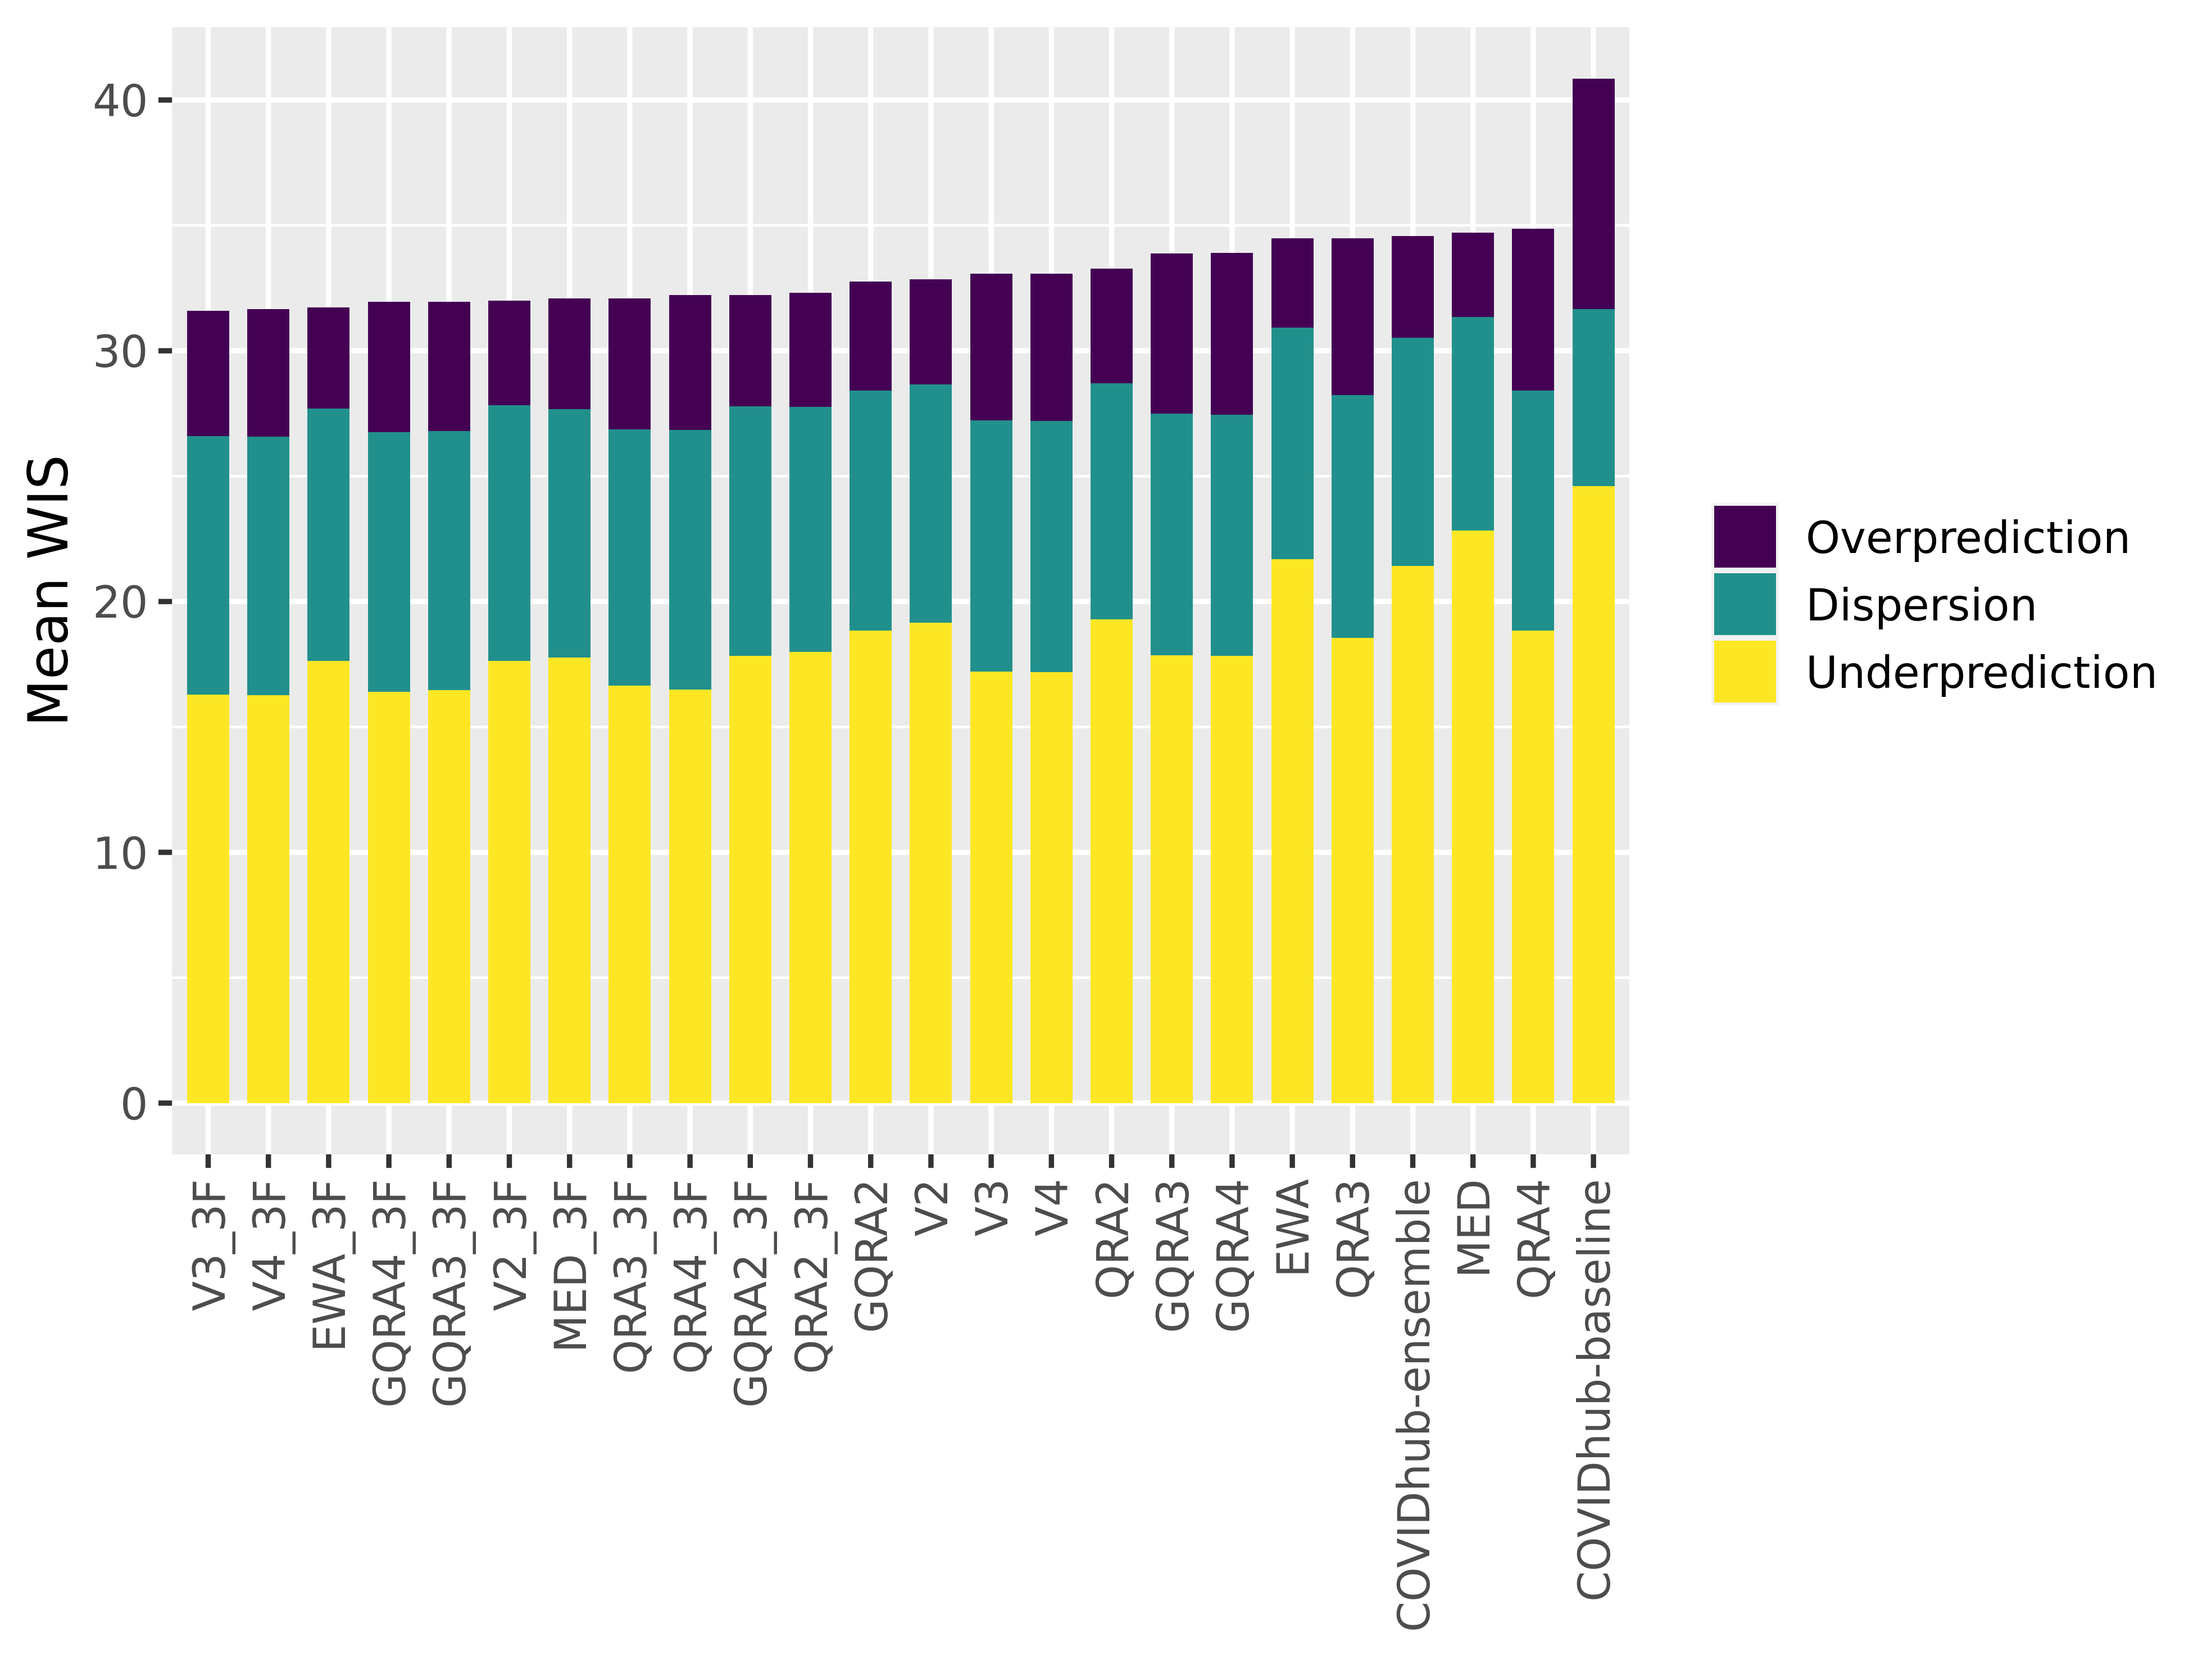 Mean WIS
40
30
20
10
0
V3_3F
V4_3F
EWA_3F
GQRA4_3F
GQRA3_3F
V2_3F
MED_3F
QRA3_3F
QRA4_3F
GQRA2_3F
QRA2_3F
GQRA2
V2
V3
V4
QRA2
GQRA3
GQRA4
EWA
QRA3
COVIDhub-ensemble
MED
QRA4
COVIDhub-baseline
Overprediction
Dispersion
Underprediction